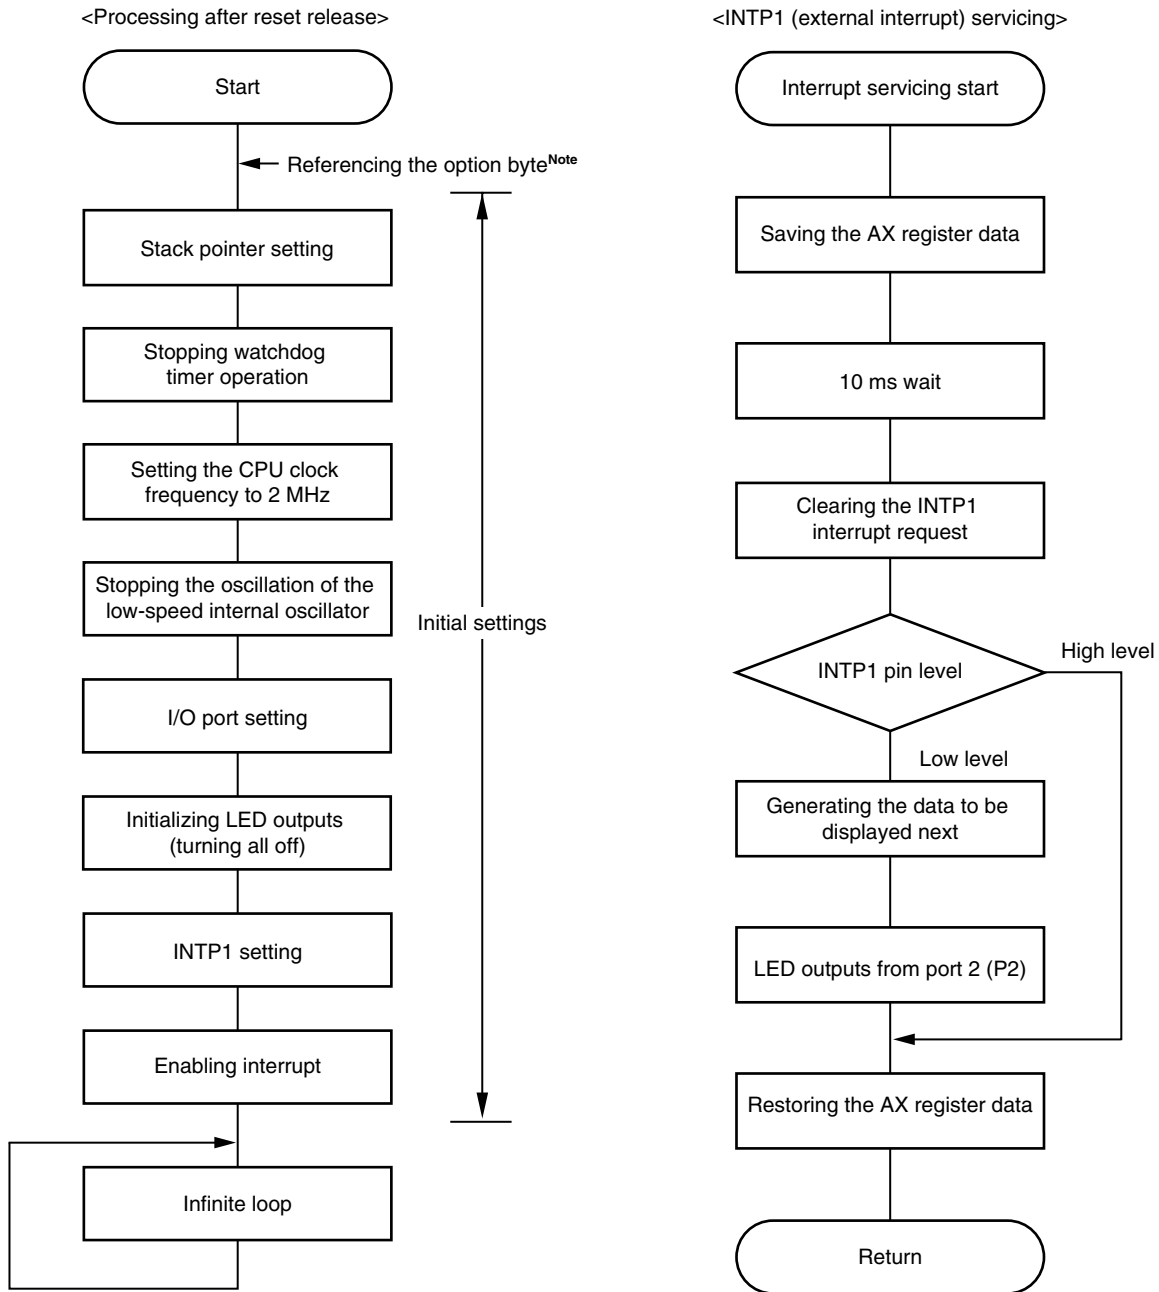 <Processing after reset release>
Start
Referencing the option byteNote
Stack pointer setting
Stopping watchdog
timer operation
Setting the CPU clock
frequency to 2 MHz
Stopping the oscillation of the
low-speed internal oscillator
Initial settings
I/O port setting
Initializing LED outputs
(turning all off)
INTP1 setting
Enabling interrupt
Infinite loop
<INTP1 (external interrupt) servicing>
Interrupt servicing start
Saving the AX register data
10 ms wait
Clearing the INTP1
interrupt request
INTP1 pin level
High level
Low level
Generating the data to be
displayed next
LED outputs from port 2 (P2)
Restoring the AX register data
Return